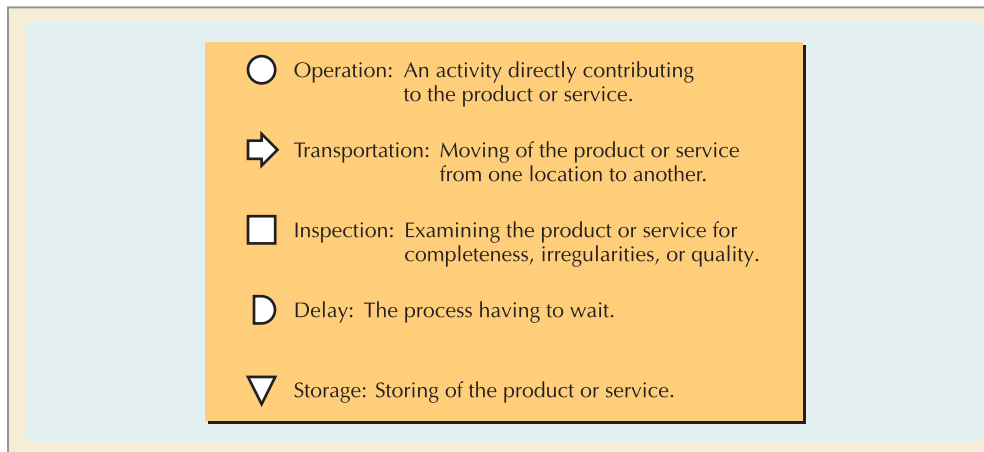 Operation: An activity directly contributing
to the product or service.
Transportation: Moving of the product or service
from one location to another.
Inspection: Examining the product or service for
completeness, irregularities, or quality.
Delay: The process having to wait.
Storage: Storing of the product or service.